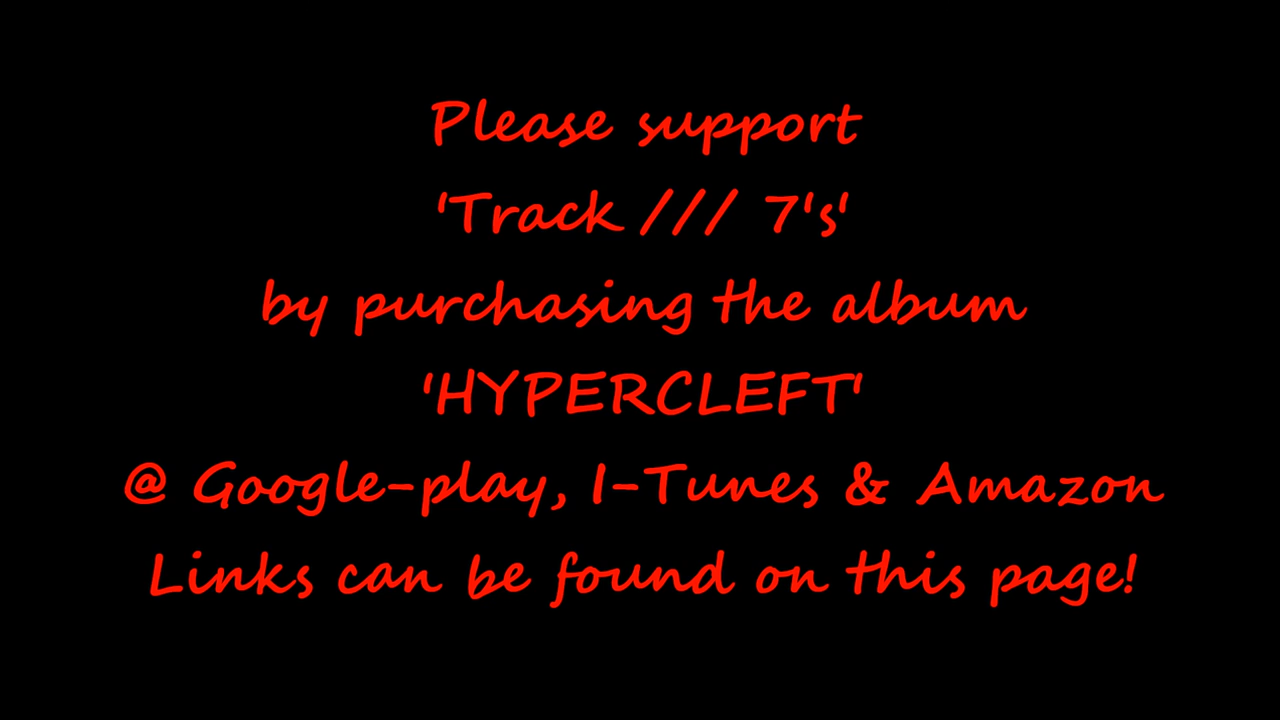 Please support
'Track /// 7's'
by purchasing the album
'HYPERCLEFT'
@ Google-play, I-Tunes & Amazon
Links can be found on this page!